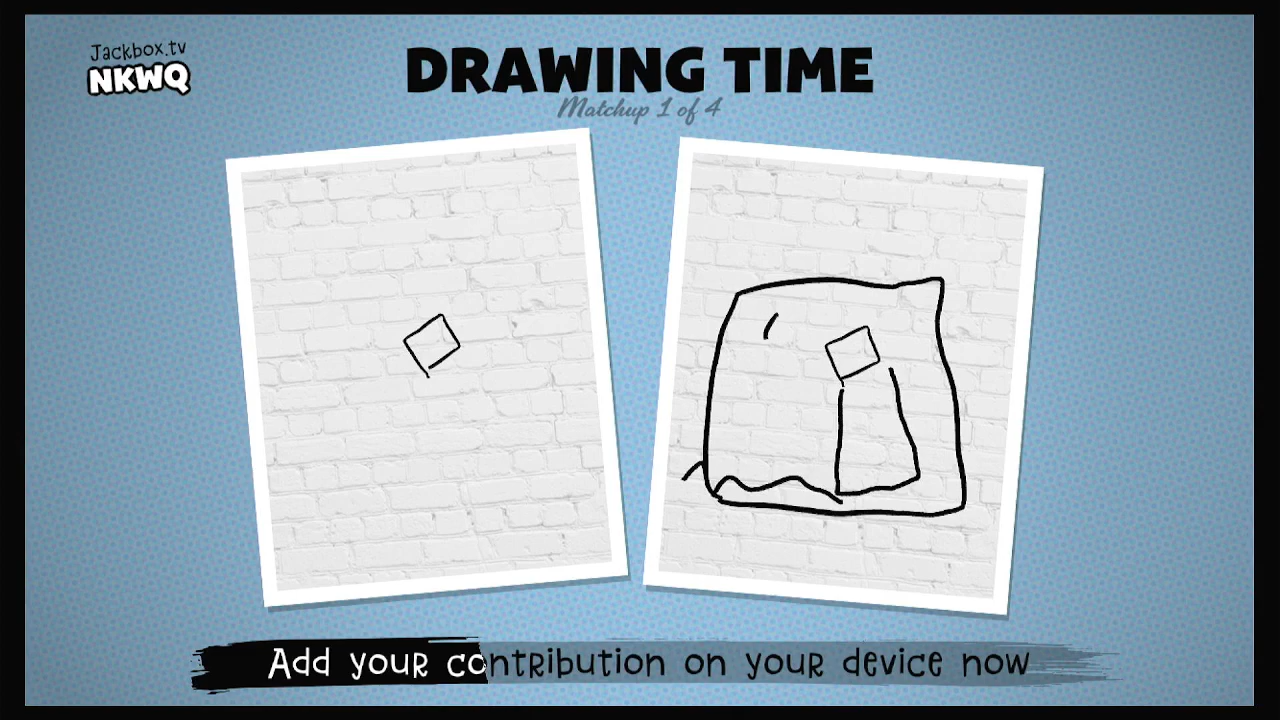 Jackbox.tv
NKWQ
DRAWING TIME
Matchup 1 of 4
Add your contribution on your device now